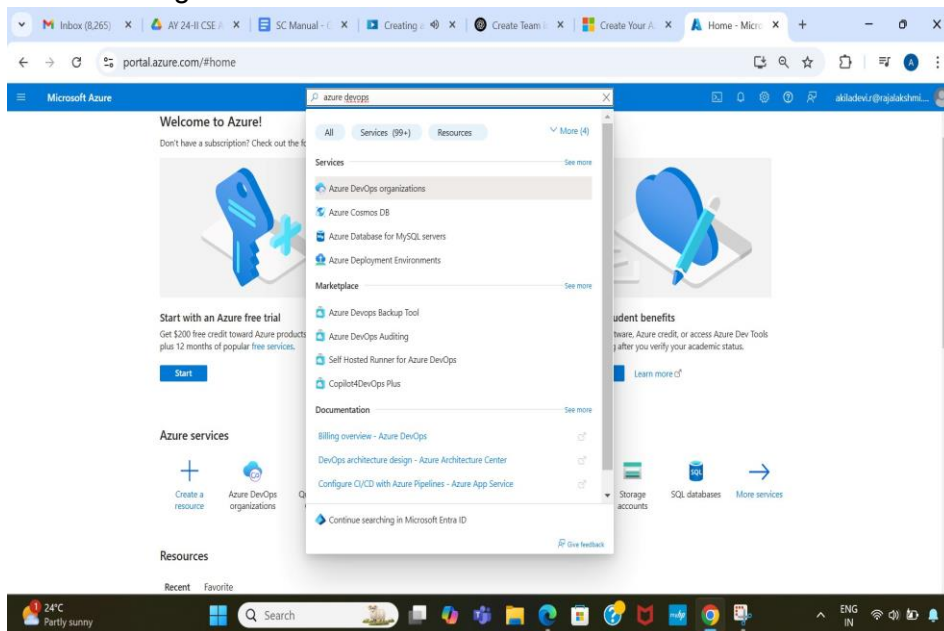 Inbox (8,265)
AY 24-II CSE
SC Manual - C
Creating
Create Team
Create Your A
Home - Micro
portal.azure.com/#home
A
Microsoft Azure
azure devops
akiladevi.r@rajalakshmi....
Welcome to Azure!
Don't have a subscription? Check out the
All
Services (99+)
Resources
More (4)
Services
See more
Azure DevOps organizations
Azure Cosmos DB
Azure Database for MySQL servers
Azure Deployment Environments
Marketplace
See more
Azure Devops Backup Tool
Azure DevOps Auditing
Self Hosted Runner for Azure DevOps
Copilot4DevOps Plus
Documentation
See more
Billing overview - Azure DevOps
DevOps architecture design - Azure Architecture Center
Configure CI/CD with Azure Pipelines - Azure App Service
Continue searching in Microsoft Entra ID
Give feedback
Start with an Azure free trial
Get $200 free credit toward Azure products
plus 12 months of popular free services.
Start
udent benefits
tware, Azure credit, or access Azure Dev Tools
g after you verify your academic status.
Learn more
Azure services
Create a
resource
Azure DevOps
organizations
Storage
accounts
SQL
SQL databases
More services
Resources
Recent
Favorite
1
24°C
Partly sunny
Search
myhp
ENG
IN